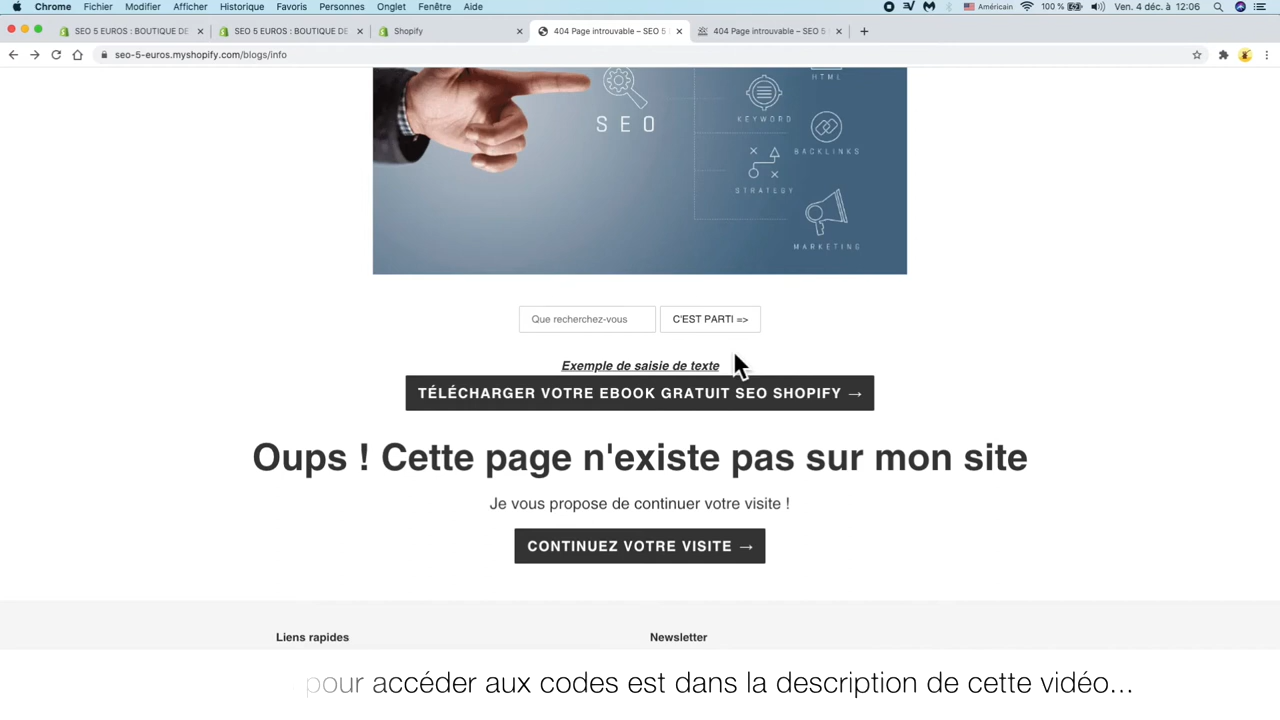 Chrome Fichier Modifier Afficher Historique Favoris Personnes Onglet Fenêtre Aide Américain 100 % Ven. 4 déc. à 12:06
SEO 5 EUROS : BOUTIQUE DE × SEO 5 EUROS : BOUTIQUE DE × Shopify × 404 Page introuvable – SEO 5 × 404 Page introuvable – SEO 5 × +
seo-5-euros.myshopify.com/blogs/info
HTML
SEO
KEYWORD
BACKLINKS
STRATEGY
MARKETING
Que recherchez-vous C'EST PARTI =>
Exemple de saisie de texte
TÉLÉCHARGER VOTRE EBOOK GRATUIT SEO SHOPIFY →
Oups ! Cette page n'existe pas sur mon site
Je vous propose de continuer votre visite !
CONTINUEZ VOTRE VISITE →
Liens rapides Newsletter
pour accéder aux codes est dans la description de cette vidéo...